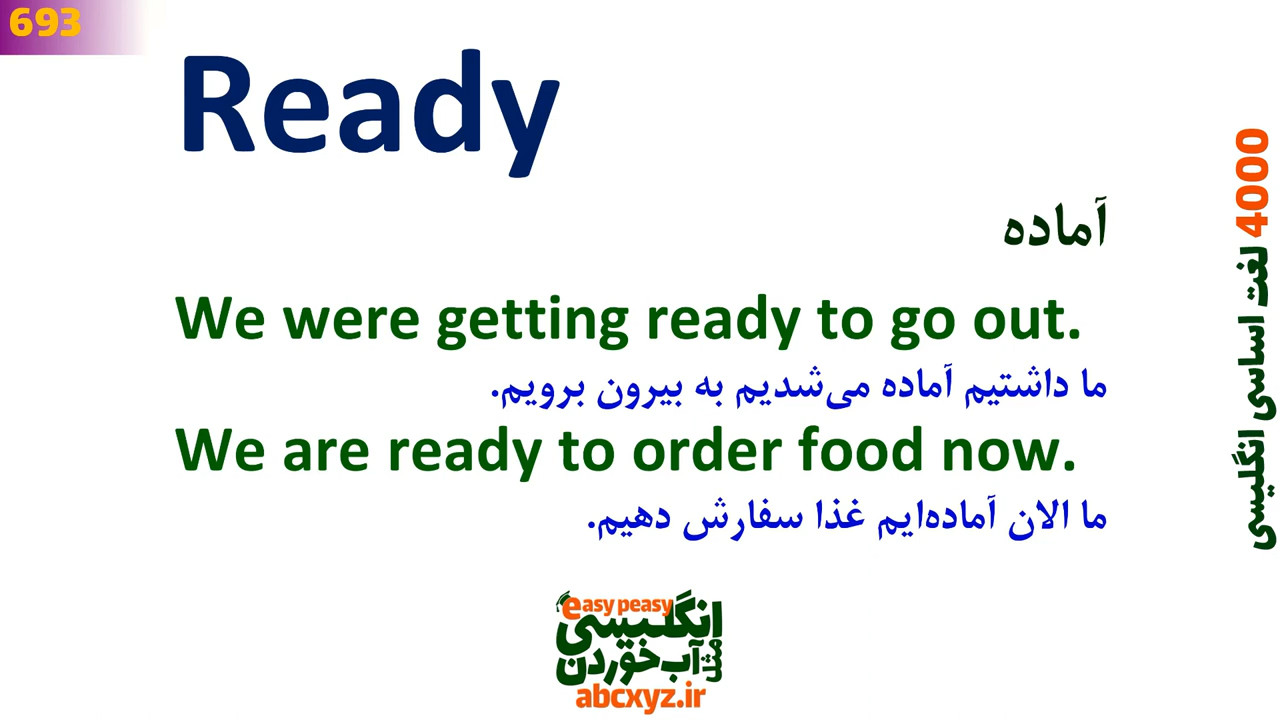 693
Ready
آماده
We were getting ready to go out.
ما داشتیم آماده می‌شدیم به بیرون برویم.
We are ready to order food now.
ما الان آماده‌ایم غذا سفارش دهیم.
4000 لغت اساسی انگلیسی
easy peasy
انگلیسی
مثل آب خوردن
abcxyz.ir